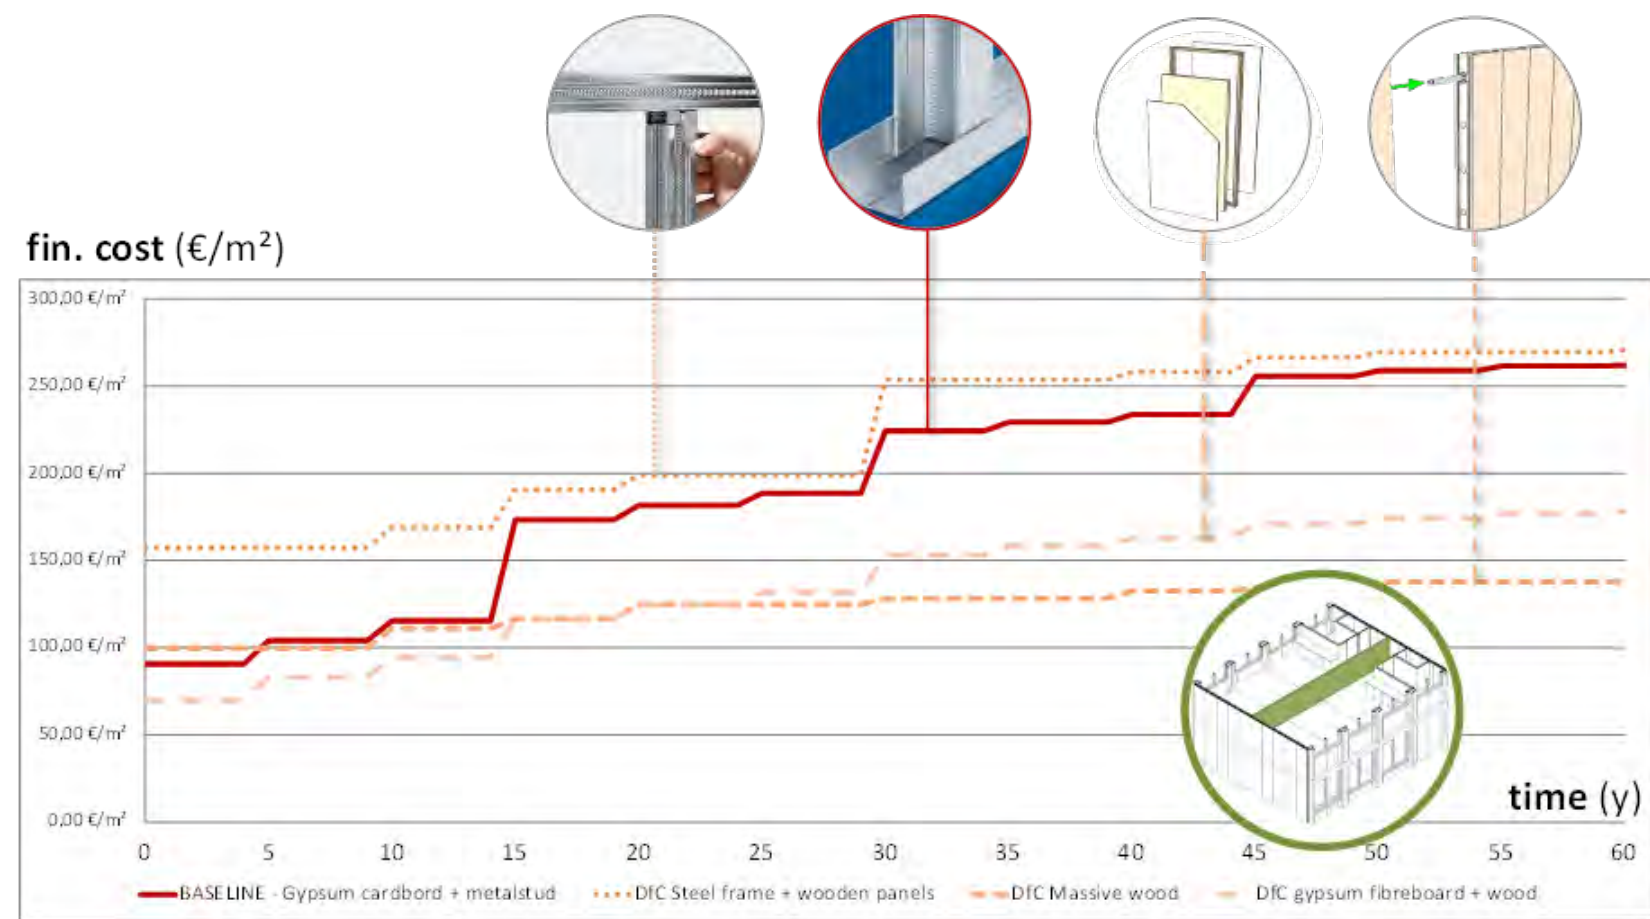 fin. cost (€/m²)
300,00 €/m²
250,00 €/m²
200,00 €/m²
150,00 €/m²
100,00 €/m²
50,00 €/m²
0,00 €/m²
time (y)
0 5 10 15 20 25 30 35 40 45 50 55 60
BASELINE - Gypsum cardbord + metalstud DfC Steel frame + wooden panels DfC Massive wood DfC gypsum fibreboard + wood